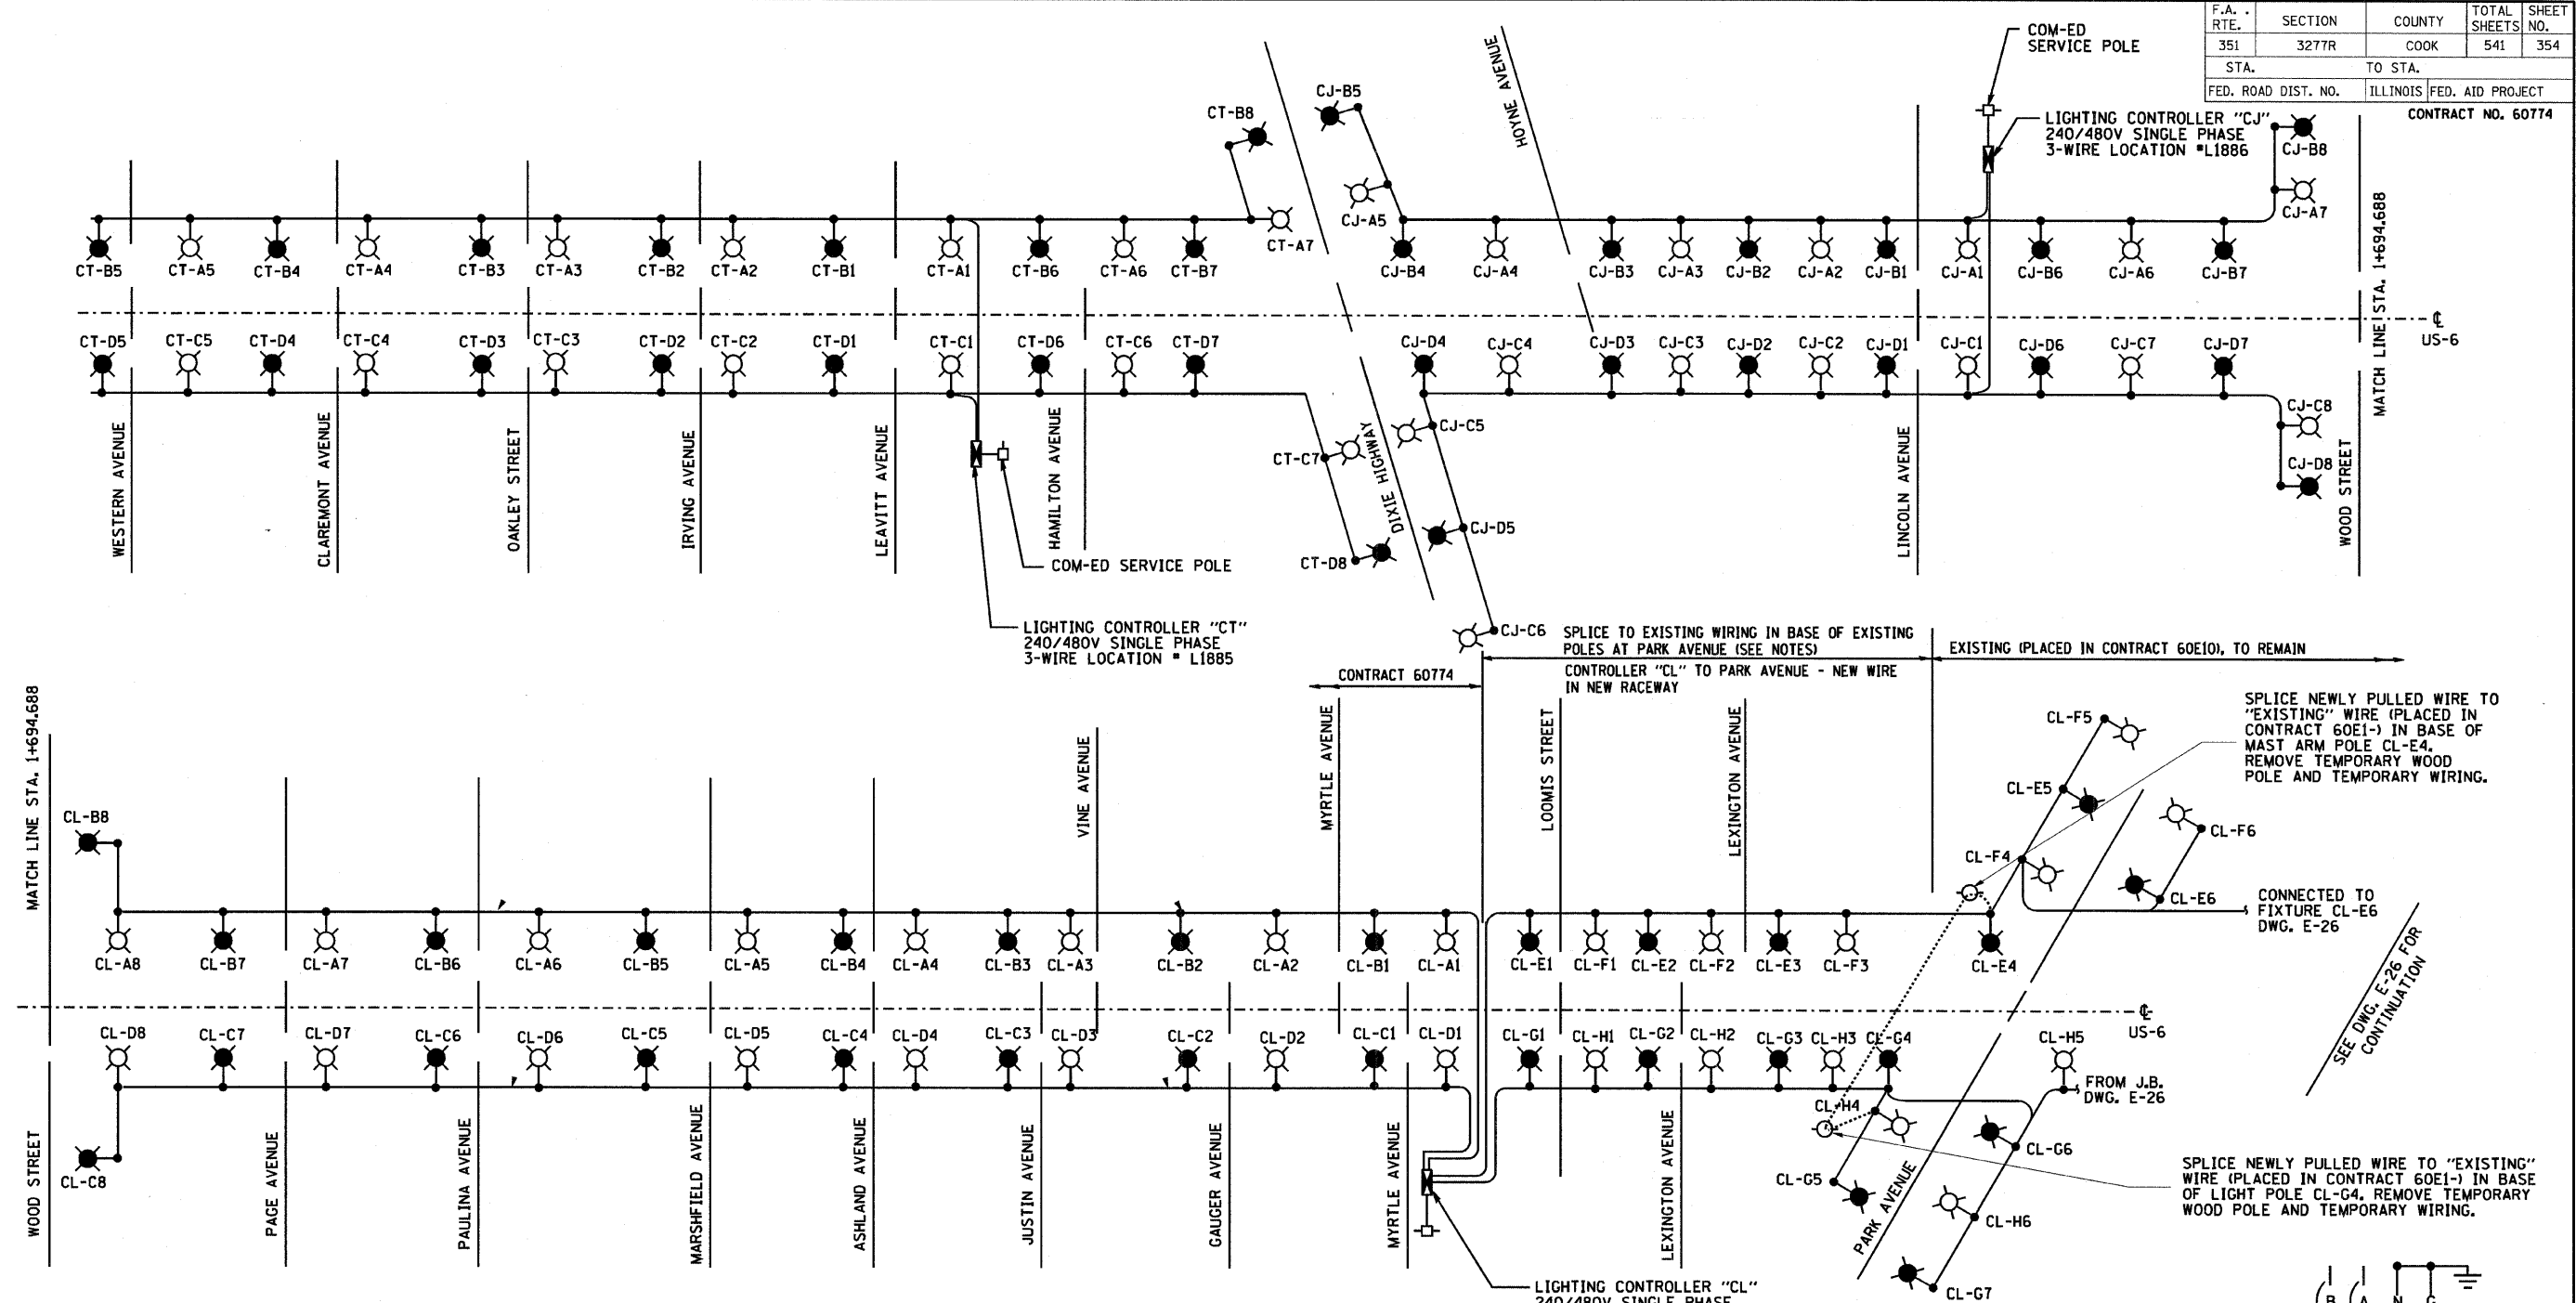 F.A. . RTE.
SECTION
COUNTY
TOTAL SHEETS
SHEET NO.
351
3277R
COOK
541
354
STA.
TO STA.
FED. ROAD DIST. NO.
ILLINOIS
FED. AID PROJECT
CONTRACT NO. 60774
COM-ED
SERVICE POLE
LIGHTING CONTROLLER "CJ"
240/480V SINGLE PHASE
3-WIRE LOCATION #L1886
HOYNE AVENUE
CJ-B5
CT-B8
CJ-B8
CJ-A5
CJ-A7
CT-A7
CT-B5
CT-A5
CT-B4
CT-A4
CT-B3
CT-A3
CT-B2
CT-A2
CT-B1
CT-A1
CT-B6
CT-A6
CT-B7
CJ-B4
CJ-A4
CJ-B3
CJ-A3
CJ-B2
CJ-A2
CJ-B1
CJ-A1
CJ-B6
CJ-A6
CJ-B7
MATCH LINE STA. 1+694.688
US-6
CT-D5
CT-C5
CT-D4
CT-C4
CT-D3
CT-C3
CT-D2
CT-C2
CT-D1
CT-C1
CT-D6
CT-C6
CT-D7
CJ-D4
CJ-C4
CJ-D3
CJ-C3
CJ-D2
CJ-C2
CJ-D1
CJ-C1
CJ-D6
CJ-C7
CJ-D7
CJ-C8
CJ-D8
CJ-C5
CT-C7
CJ-D5
CT-D8
CJ-C6
WESTERN AVENUE
CLAREMONT AVENUE
OAKLEY STREET
IRVING AVENUE
LEAVITT AVENUE
HAMILTON AVENUE
DIXIE HIGHWAY
LINCOLN AVENUE
WOOD STREET
COM-ED SERVICE POLE
LIGHTING CONTROLLER "CT"
240/480V SINGLE PHASE
3-WIRE LOCATION # L1885
SPLICE TO EXISTING WIRING IN BASE OF EXISTING
POLES AT PARK AVENUE (SEE NOTES)
EXISTING (PLACED IN CONTRACT 60E10), TO REMAIN
CONTRACT 60774
CONTROLLER "CL" TO PARK AVENUE - NEW WIRE
IN NEW RACEWAY
SPLICE NEWLY PULLED WIRE TO
"EXISTING" WIRE (PLACED IN
CONTRACT 60E1-) IN BASE OF
MAST ARM POLE CL-E4.
REMOVE TEMPORARY WOOD
POLE AND TEMPORARY WIRING.
MATCH LINE STA. 1+694.688
VINE AVENUE
MYRTLE AVENUE
LOOMIS STREET
LEXINGTON AVENUE
CL-F5
CL-E5
CL-F6
CL-F4
CL-E6
CONNECTED TO
FIXTURE CL-E6
DWG. E-26
SEE DWG. E-26 FOR
CONTINUATION
CL-B8
CL-A8
CL-B7
CL-A7
CL-B6
CL-A6
CL-B5
CL-A5
CL-B4
CL-A4
CL-B3
CL-A3
CL-B2
CL-A2
CL-B1
CL-A1
CL-E1
CL-F1
CL-E2
CL-F2
CL-E3
CL-F3
CL-E4
US-6
CL-D8
CL-C7
CL-D7
CL-C6
CL-D6
CL-C5
CL-D5
CL-C4
CL-D4
CL-C3
CL-D3
CL-C2
CL-D2
CL-C1
CL-D1
CL-G1
CL-H1
CL-G2
CL-H2
CL-G3
CL-H3
CL-G4
CL-H5
FROM J.B.
DWG. E-26
CL-H4
CL-G6
CL-G5
CL-H6
CL-G7
CL-C8
WOOD STREET
PAGE AVENUE
PAULINA AVENUE
MARSHFIELD AVENUE
ASHLAND AVENUE
JUSTIN AVENUE
GAUGER AVENUE
MYRTLE AVENUE
LEXINGTON AVENUE
PARK AVENUE
SPLICE NEWLY PULLED WIRE TO "EXISTING"
WIRE (PLACED IN CONTRACT 60E1-) IN BASE
OF LIGHT POLE CL-G4. REMOVE TEMPORARY
WOOD POLE AND TEMPORARY WIRING.
LIGHTING CONTROLLER "CL"
240/480V SINGLE PHASE
B A N G